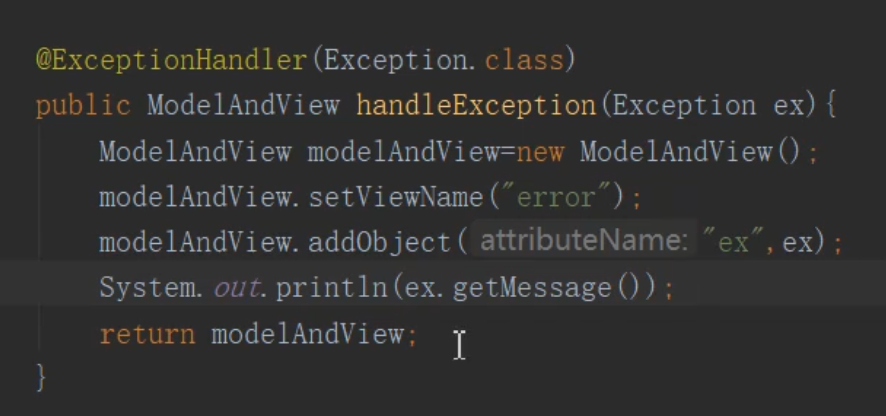 @ExceptionHandler(Exception.class)
public ModelAndView handleException(Exception ex){
ModelAndView modelAndView=new ModelAndView();
modelAndView.setViewName("error");
modelAndView.addObject( attributeName: "ex",ex);
System.out.println(ex.getMessage());
return modelAndView;
}